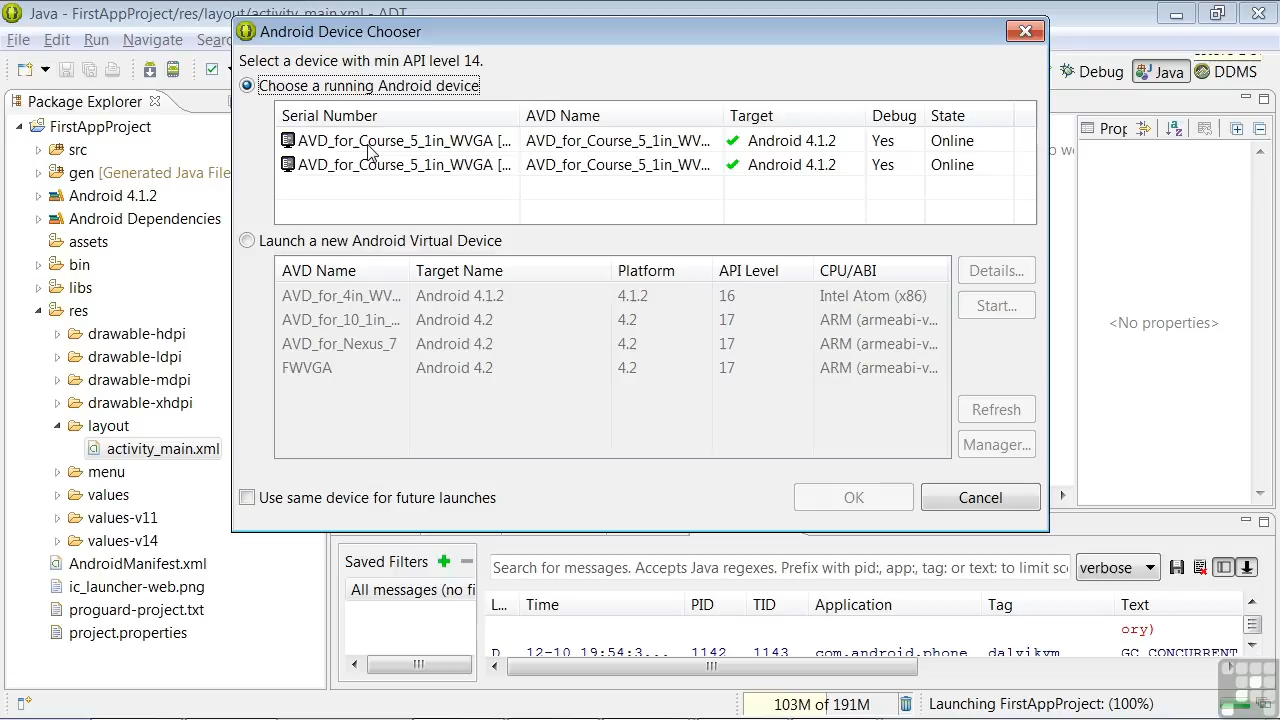 Java - FirstAppProject/res/layout/activity_main.xml - ADT
Android Device Chooser
File Edit Run Navigate Searc
Select a device with min API level 14.
Choose a running Android device
Debug Java DDMS
Package Explorer
Serial Number AVD Name Target Debug State
AVD_for_Course_5_1in_WVGA [... AVD_for_Course_5_1in_WV... Android 4.1.2 Yes Online
AVD_for_Course_5_1in_WVGA [... AVD_for_Course_5_1in_WV... Android 4.1.2 Yes Online
Prop
FirstAppProject
src
gen [Generated Java File
Android 4.1.2
Android Dependencies
assets
bin
libs
res
drawable-hdpi
drawable-ldpi
drawable-mdpi
drawable-xhdpi
layout
activity_main.xml
menu
values
values-v11
values-v14
AndroidManifest.xml
ic_launcher-web.png
proguard-project.txt
project.properties
Launch a new Android Virtual Device
AVD Name Target Name Platform API Level CPU/ABI
AVD_for_4in_WV... Android 4.1.2 4.1.2 16 Intel Atom (x86)
AVD_for_10_1in_... Android 4.2 4.2 17 ARM (armeabi-v...
AVD_for_Nexus_7 Android 4.2 4.2 17 ARM (armeabi-v...
FWVGA Android 4.2 4.2 17 ARM (armeabi-v...
Details...
Start...
Refresh
Manager...
<No properties>
Use same device for future launches
OK Cancel
Saved Filters
All messages (no fi
Search for messages. Accepts Java regexes. Prefix with pid:, app:, tag: or text: to limit sc
verbose
L... Time PID TID Application Tag Text
ory)
D 12-10 19:54:3... 1142 1143 com.android.phone dalvikvm GC_CONCURRENT
103M of 191M
Launching FirstAppProject: (100%)